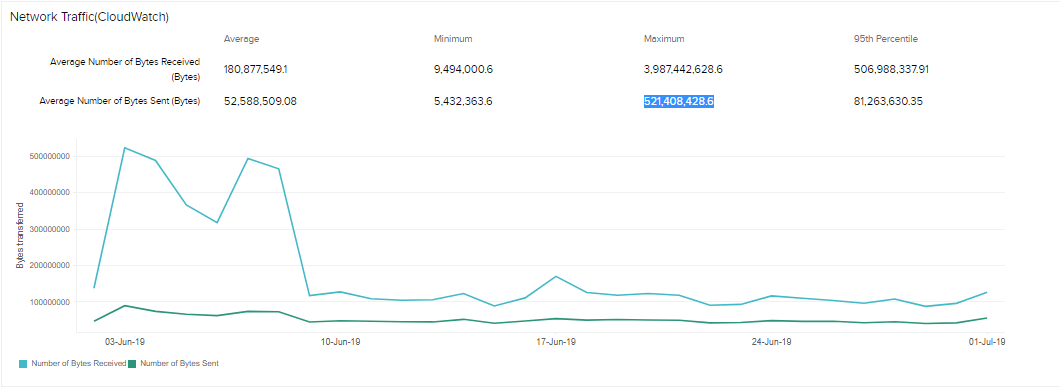 Network Traffic(CloudWatch)
Average Minimum Maximum 95th Percentile
Average Number of Bytes Received
(Bytes) 180,877,549.1 9,494,000.6 3,987,442,628.6 506,988,337.91
Average Number of Bytes Sent (Bytes) 52,588,509.08 5,432,363.6 521,408,428.6 81,263,630.35
Bytes transferred
500000000
400000000
300000000
200000000
100000000
03-Jun-19 10-Jun-19 17-Jun-19 24-Jun-19 01-Jul-19
Number of Bytes Received Number of Bytes Sent